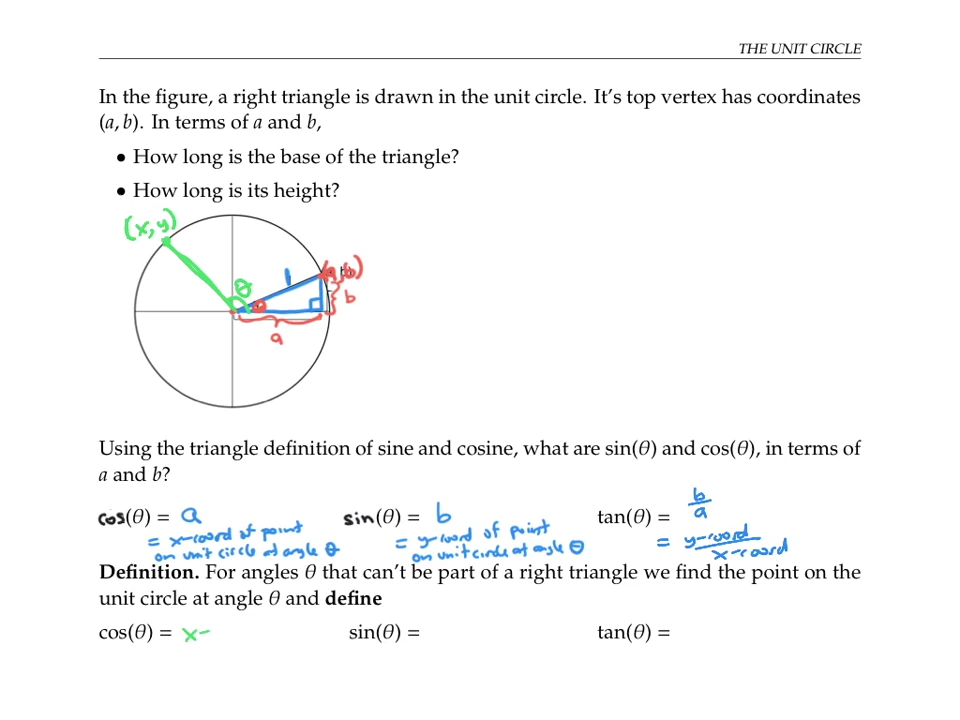 THE UNIT CIRCLE
In the figure, a right triangle is drawn in the unit circle. It's top vertex has coordinates
(a, b). In terms of a and b,
• How long is the base of the triangle?
• How long is its height?
(x, y)
θ
1
(a, b)
θ
b
a
Using the triangle definition of sine and cosine, what are sin(θ) and cos(θ), in terms of
a and b?
cos(θ) = a
= x-coord of point
on unit circle at angle θ
sin(θ) = b
= y-coord of point
on unit circle at angle θ
tan(θ) = b/a
= y-coord/x-coord
Definition. For angles θ that can't be part of a right triangle we find the point on the
unit circle at angle θ and define
cos(θ) = x- sin(θ) = tan(θ) =